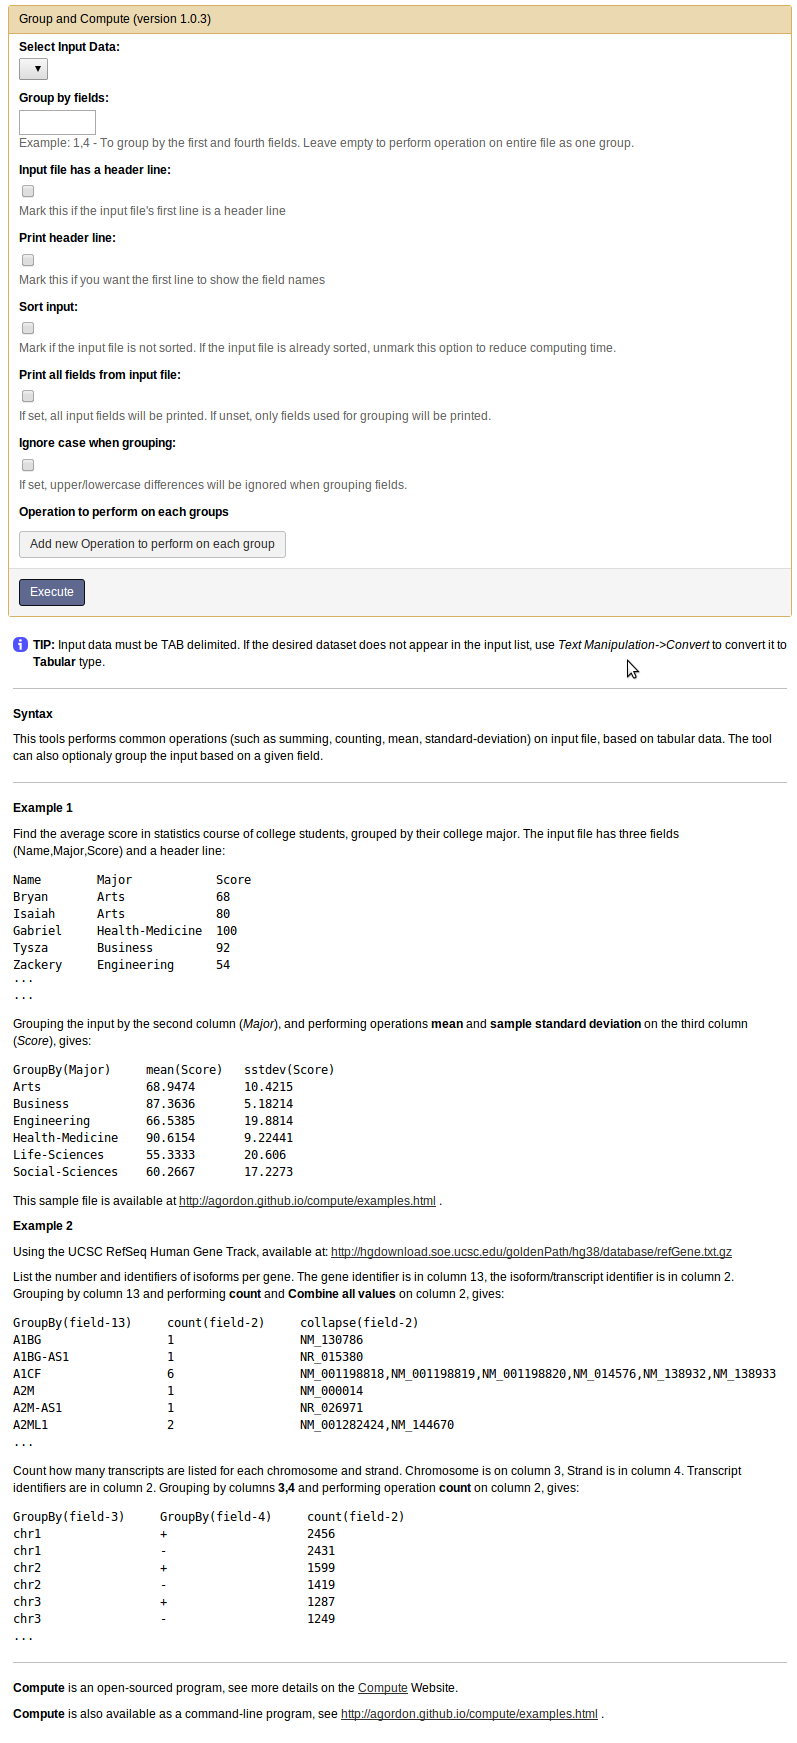 Group and Compute (version 1.0.3)
Select Input Data:
Group by fields:
Example: 1,4 - To group by the first and fourth fields. Leave empty to perform operation on entire file as one group.
Input file has a header line:
Mark this if the input file's first line is a header line
Print header line:
Mark this if you want the first line to show the field names
Sort input:
Mark if the input file is not sorted. If the input file is already sorted, unmark this option to reduce computing time.
Print all fields from input file:
If set, all input fields will be printed. If unset, only fields used for grouping will be printed.
Ignore case when grouping:
If set, upper/lowercase differences will be ignored when grouping fields.
Operation to perform on each groups
Add new Operation to perform on each group
Execute
TIP: Input data must be TAB delimited. If the desired dataset does not appear in the input list, use Text Manipulation->Convert to convert it to
Tabular type.
Syntax
This tools performs common operations (such as summing, counting, mean, standard-deviation) on input file, based on tabular data. The tool
can also optionaly group the input based on a given field.
Example 1
Find the average score in statistics course of college students, grouped by their college major. The input file has three fields
(Name,Major,Score) and a header line:
Name Major Score
Bryan Arts 68
Isaiah Arts 80
Gabriel Health-Medicine 100
Tysza Business 92
Zackery Engineering 54
...
...
Grouping the input by the second column (Major), and performing operations mean and sample standard deviation on the third column
(Score), gives:
GroupBy(Major) mean(Score) sstdev(Score)
Arts 68.9474 10.4215
Business 87.3636 5.18214
Engineering 66.5385 19.8814
Health-Medicine 90.6154 9.22441
Life-Sciences 55.3333 20.606
Social-Sciences 60.2667 17.2273
This sample file is available at http://agordon.github.io/compute/examples.html .
Example 2
Using the UCSC RefSeq Human Gene Track, available at: http://hgdownload.soe.ucsc.edu/goldenPath/hg38/database/refGene.txt.gz
List the number and identifiers of isoforms per gene. The gene identifier is in column 13, the isoform/transcript identifier is in column 2.
Grouping by column 13 and performing count and Combine all values on column 2, gives:
GroupBy(field-13) count(field-2) collapse(field-2)
A1BG 1 NM_130786
A1BG-AS1 1 NR_015380
A1CF 6 NM_001198818,NM_001198819,NM_001198820,NM_014576,NM_138932,NM_138933
A2M 1 NM_000014
A2M-AS1 1 NR_026971
A2ML1 2 NM_001282424,NM_144670
...
Count how many transcripts are listed for each chromosome and strand. Chromosome is on column 3, Strand is in column 4. Transcript
identifiers are in column 2. Grouping by columns 3,4 and performing operation count on column 2, gives:
GroupBy(field-3) GroupBy(field-4) count(field-2)
chr1 + 2456
chr1 - 2431
chr2 + 1599
chr2 - 1419
chr3 + 1287
chr3 - 1249
...
Compute is an open-sourced program, see more details on the Compute Website.
Compute is also available as a command-line program, see http://agordon.github.io/compute/examples.html .